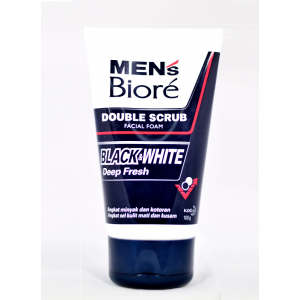 MEN's
Bioré
DOUBLE SCRUB
FACIAL FOAM
BLACK&WHITE
Deep Fresh
Angkat minyak dan kotoran
Angkat sel kulit mati dan kusam
100g